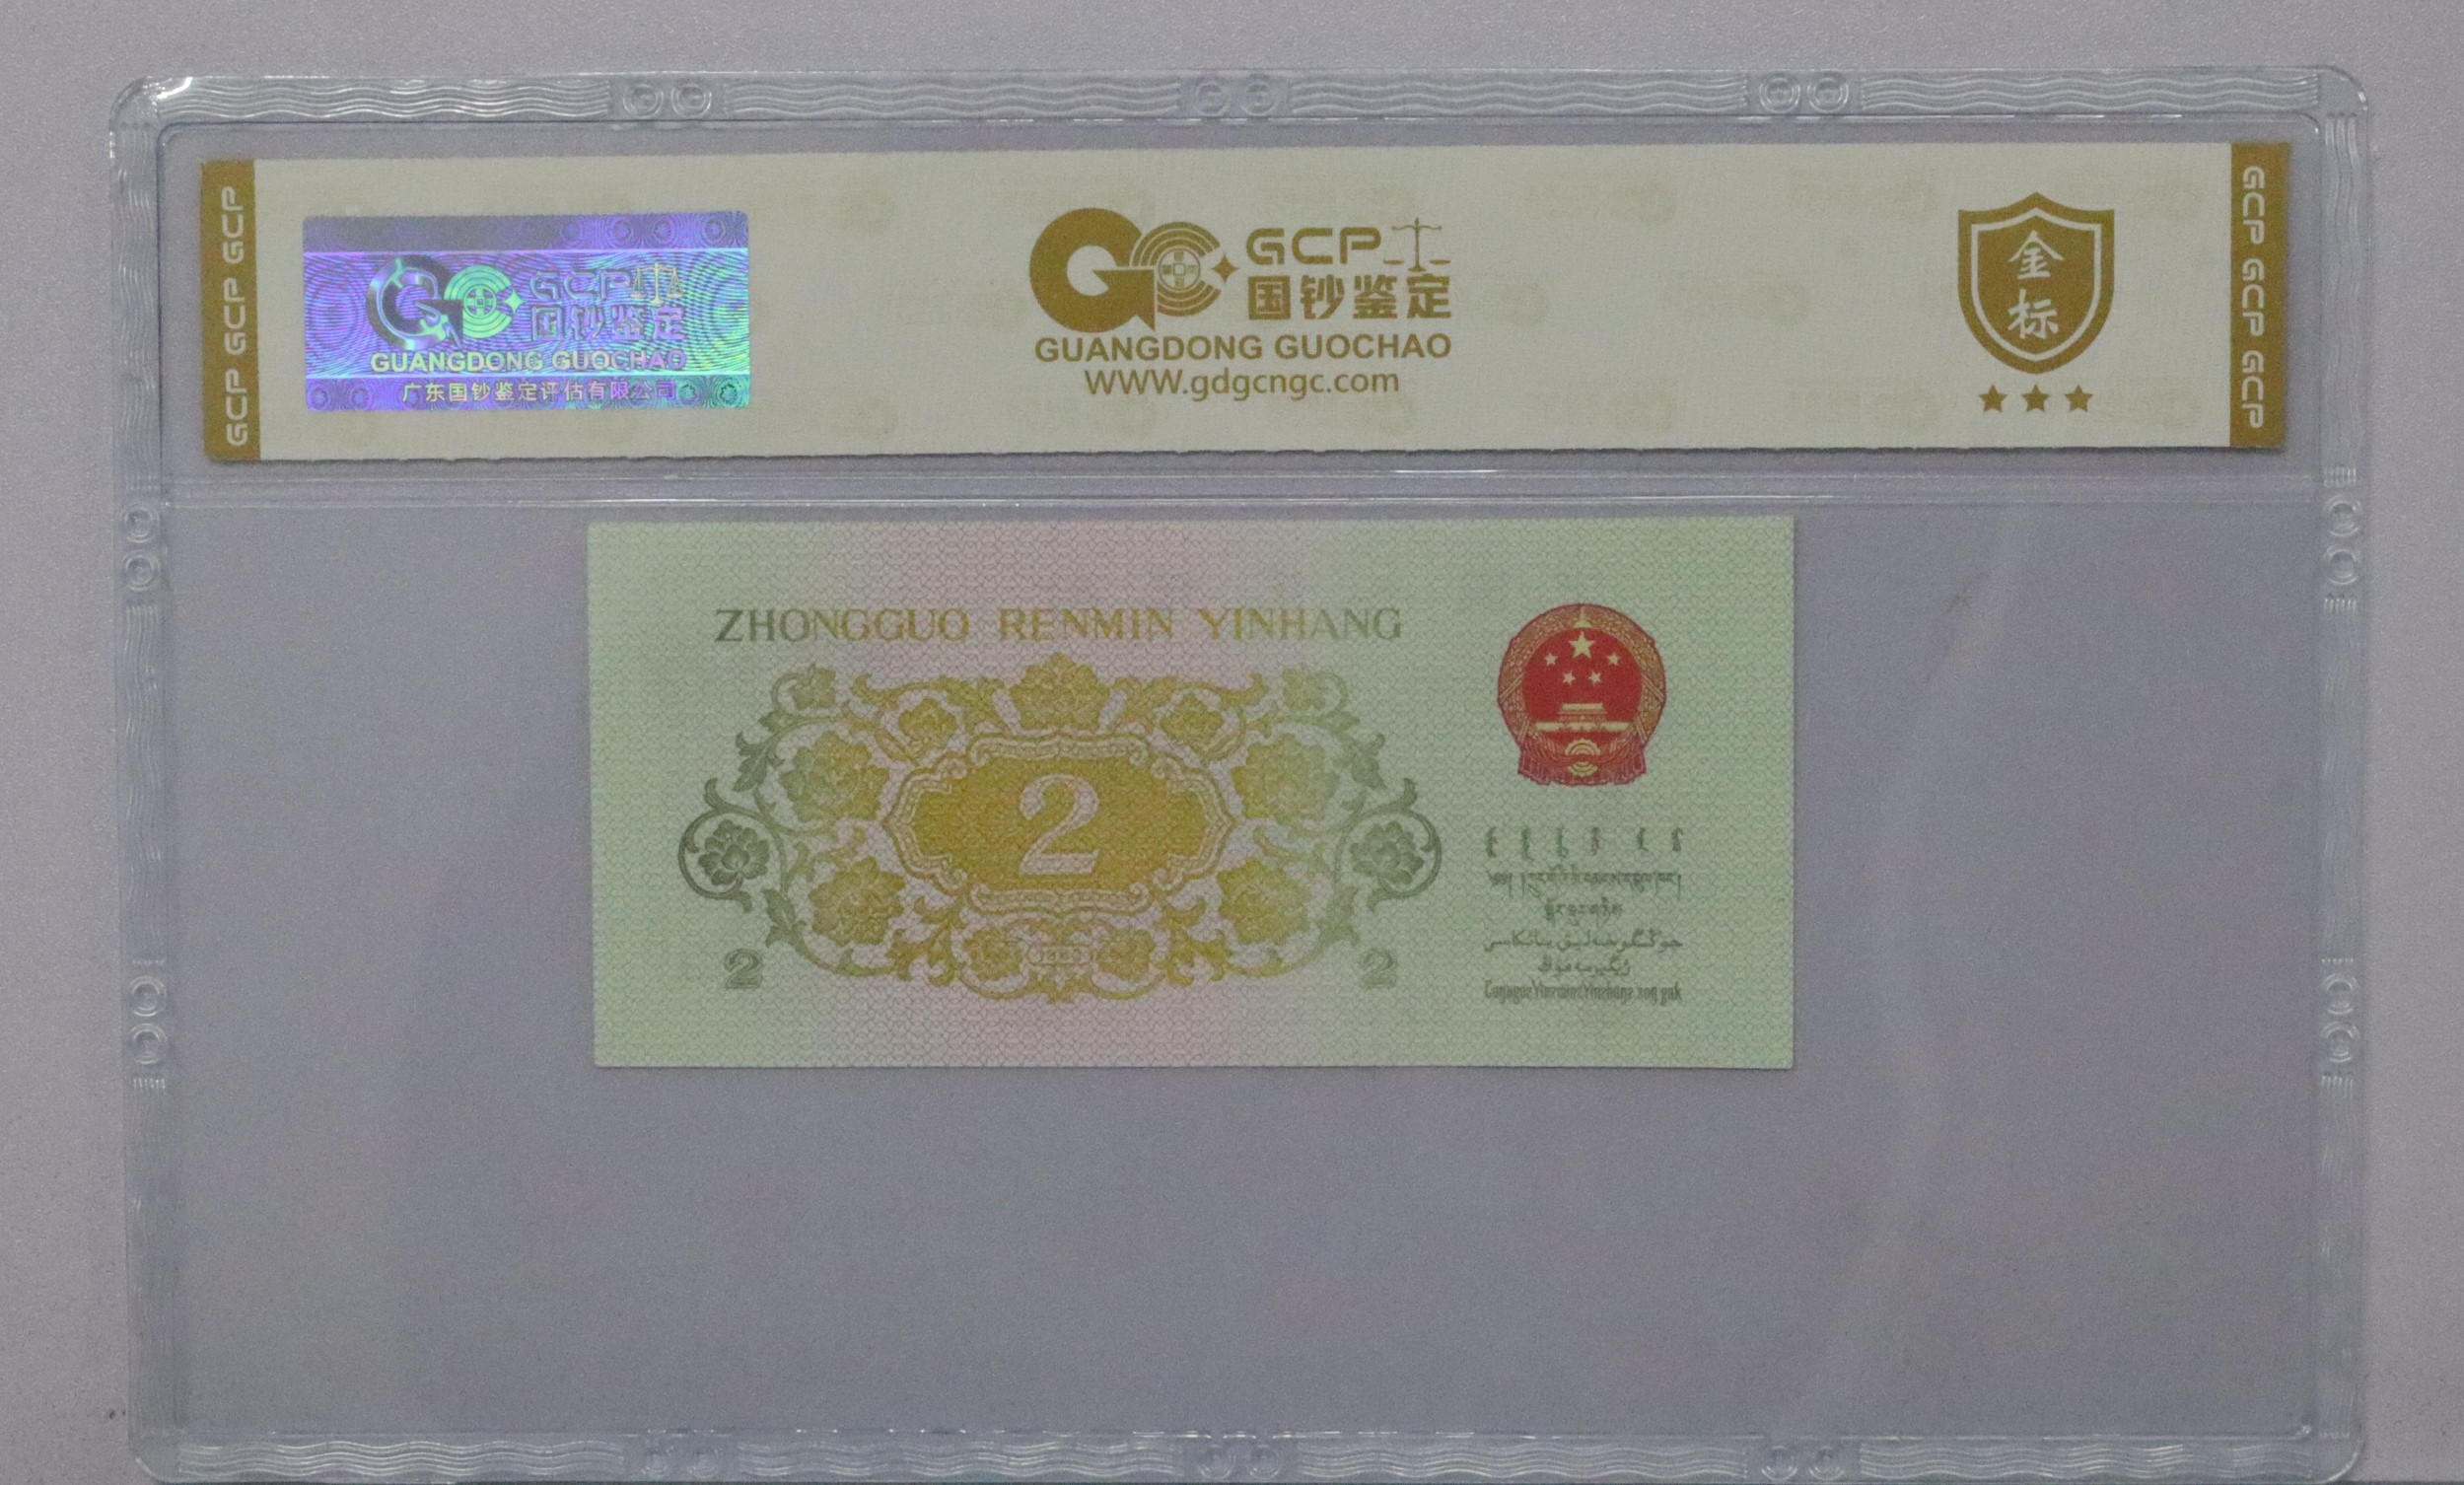 GCP GCP GCP
GCP
国钞鉴定
GUANGDONG GUOCHAO
广东国钞鉴定评估有限公司
GCP
国钞鉴定
GUANGDONG GUOCHAO
WWW.gdgcngc.com
金
标
GCP GCP GCP
ZHONGGUO RENMIN YINHANG
2
2
2